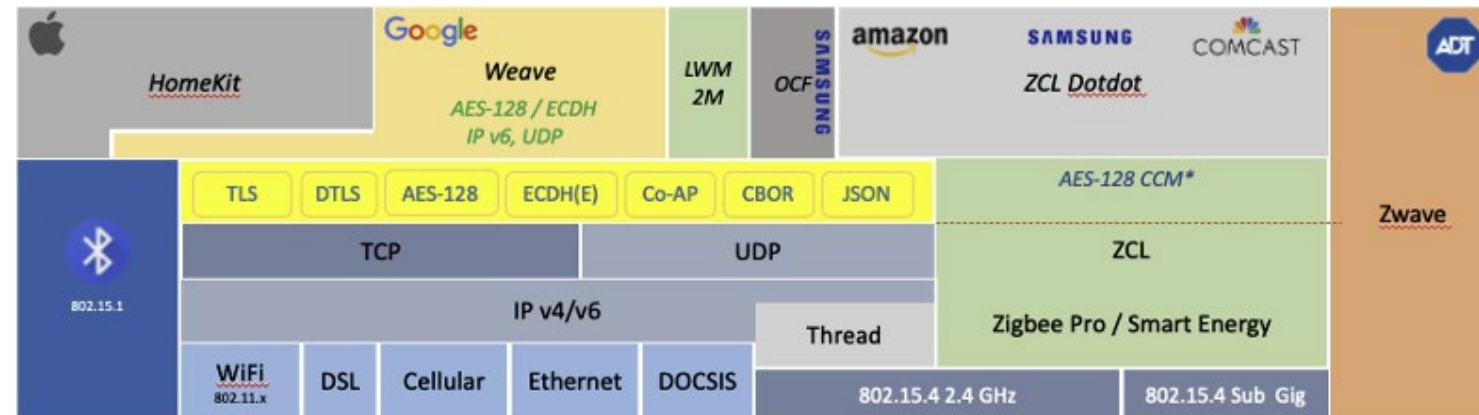 Google
amazon
SAMSUNG
COMCAST
ADT
HomeKit
Weave
AES-128 / ECDH
IP v6, UDP
LWM
2M
OCF
SAMSUNG
ZCL Dotdot
TLS
DTLS
AES-128
ECDH(E)
Co-AP
CBOR
JSON
AES-128 CCM*
Zwave
TCP
UDP
ZCL
802.15.1
IP v4/v6
Thread
Zigbee Pro / Smart Energy
WiFi
802.11.x
DSL
Cellular
Ethernet
DOCSIS
802.15.4 2.4 GHz
802.15.4 Sub Gig